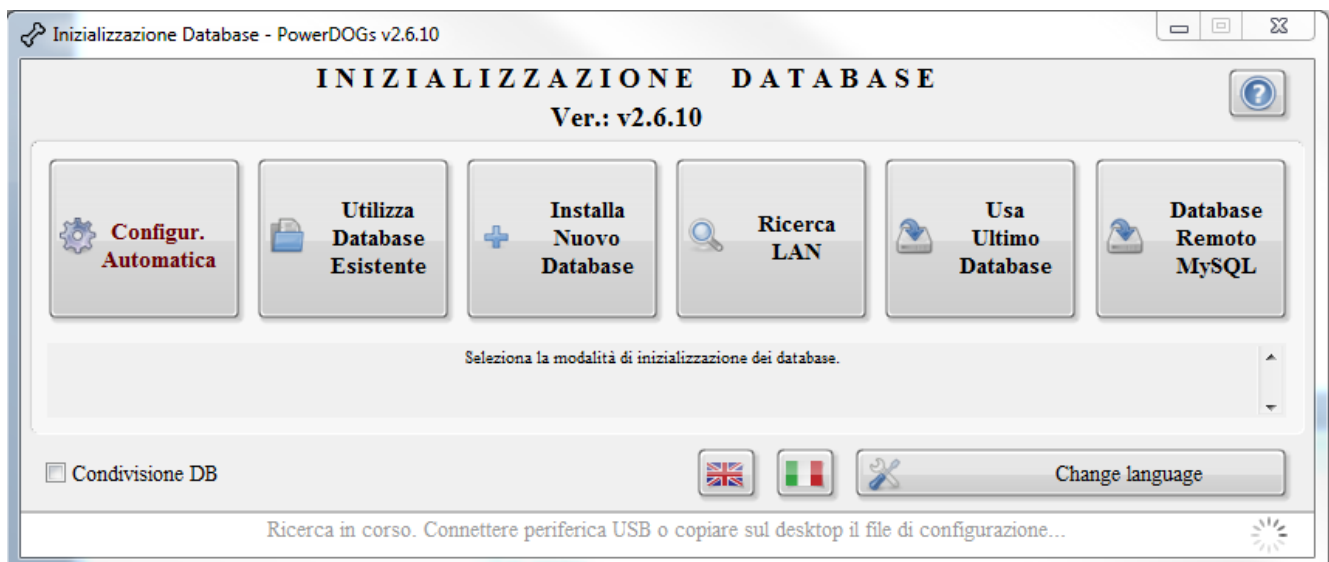 Inizializzazione Database - PowerDOGs v2.6.10
INIZIALIZZAZIONE DATABASE
Ver.: v2.6.10
Configur.
Automatica
Utilizza
Database
Esistente
Installa
Nuovo
Database
Ricerca
LAN
Usa
Ultimo
Database
Database
Remoto
MySQL
Seleziona la modalità di inizializzazione dei database.
Condivisione DB
Change language
Ricerca in corso. Connettere periferica USB o copiare sul desktop il file di configurazione...